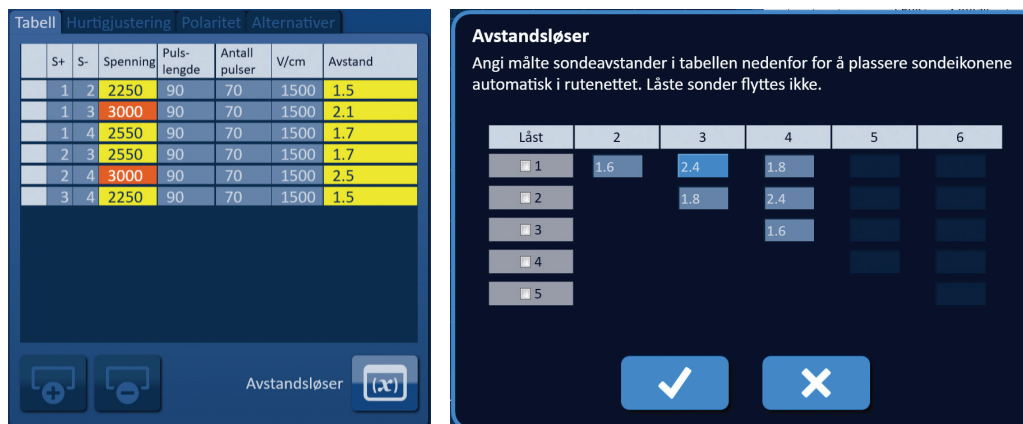 Tabell Hurtigjustering Polaritet Alternativer
S+ S- Spenning Puls-lengde Antall pulser V/cm Avstand
1 2 2250 90 70 1500 1.5
1 3 3000 90 70 1500 2.1
1 4 2550 90 70 1500 1.7
2 3 2550 90 70 1500 1.7
2 4 3000 90 70 1500 2.5
3 4 2250 90 70 1500 1.5
Avstandsløser (x)
Avstandsløser
Angi målte sondeavstander i tabellen nedenfor for å plassere sondeikonene
automatisk i rutenettet. Låste sonder flyttes ikke.
Låst 2 3 4 5 6
1 1.6 2.4 1.8
2 1.8 2.4
3 1.6
4
5